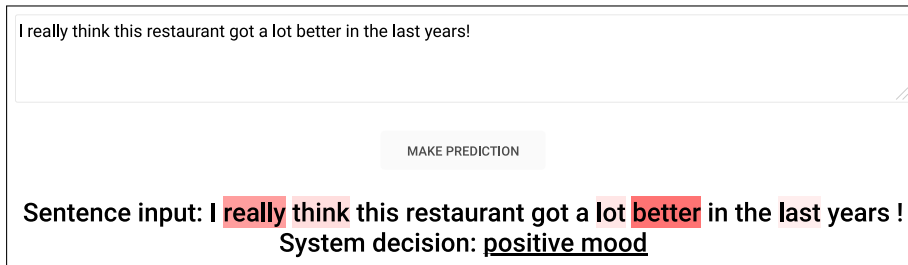 I really think this restaurant got a lot better in the last years!
MAKE PREDICTION
Sentence input: I really think this restaurant got a lot better in the last years !
System decision: positive mood